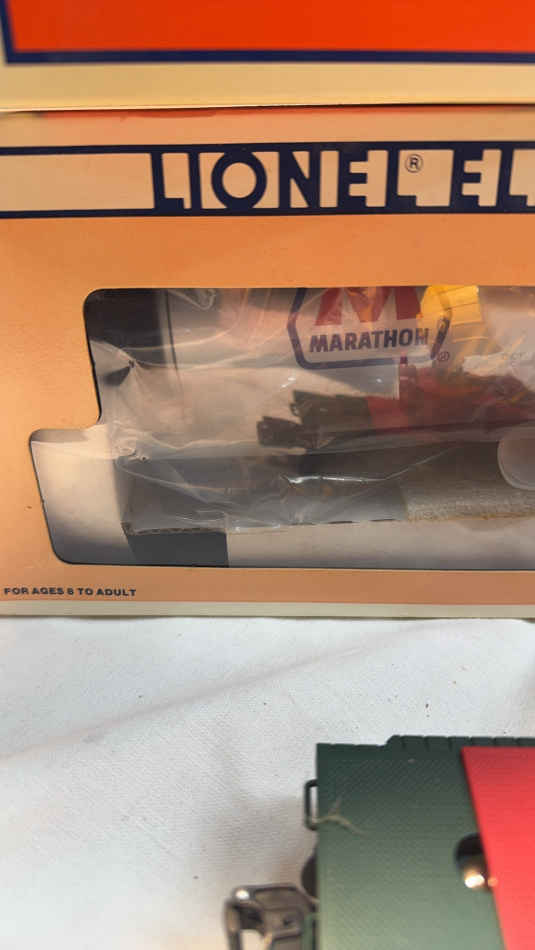 LIONEL® EL
MARATHON®
FOR AGES 8 TO ADULT